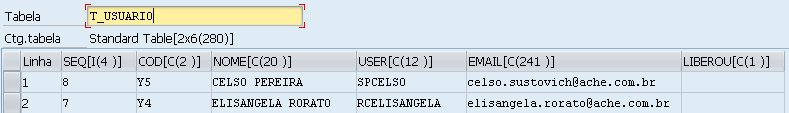 Tabela T_USUARIO
Ctg.tabela Standard Table[2x6(280)]
Linha SEQ[I(4 )] COD[C(2 )] NOME[C(20 )] USER[C(12 )] EMAIL[C(241 )] LIBEROU[C(1 )]
1 8 Y5 CELSO PEREIRA SPCELSO celso.sustovich@ache.com.br
2 7 Y4 ELISANGELA RORATO RCELISANGELA elisangela.rorato@ache.com.br